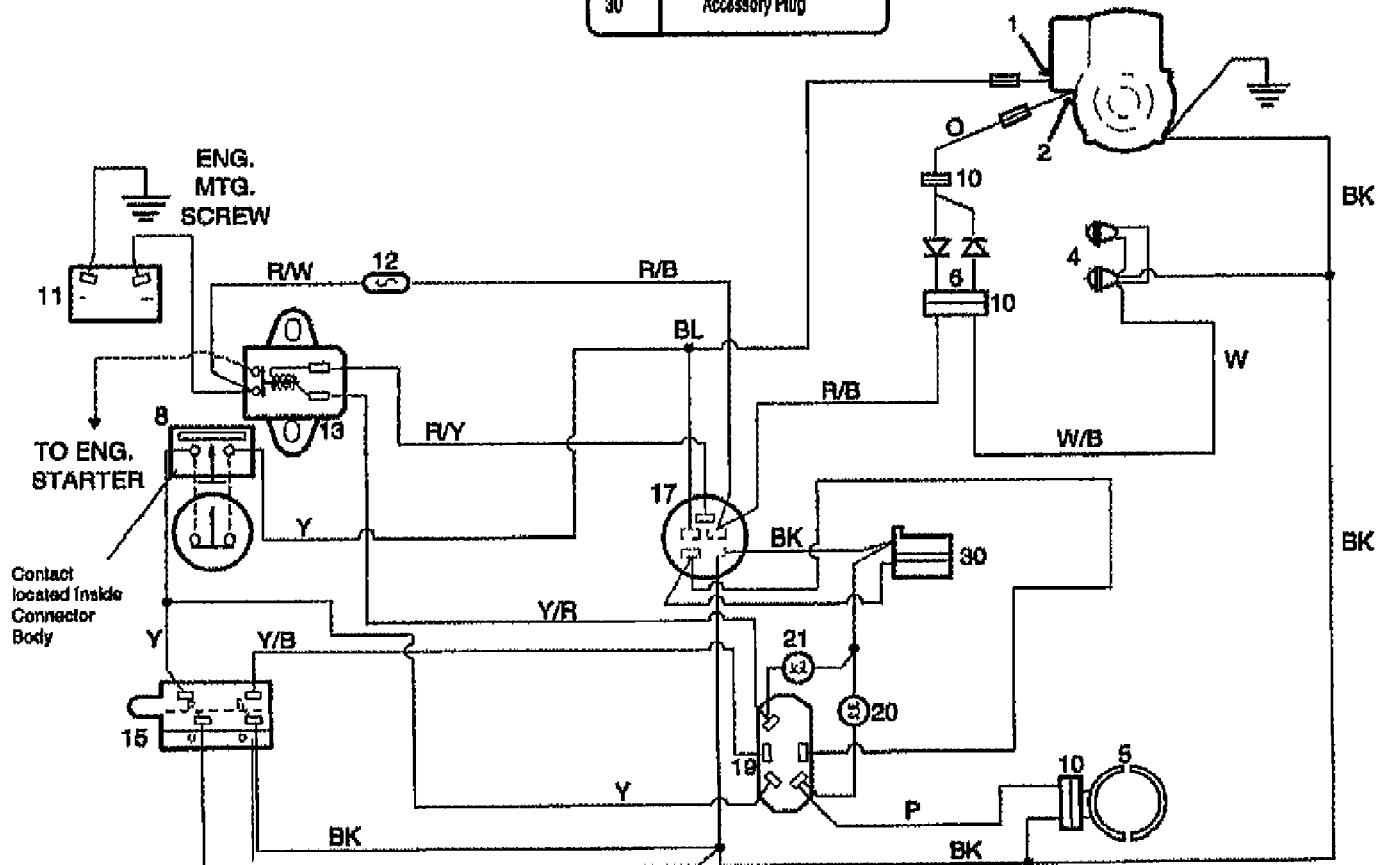 30 Accessory Plug
1
O
2
10
BK
ENG.
MTG.
SCREW
4
11
R/W
12
R/B
6
10
BL
W
R/B
8
13
R/Y
W/B
TO ENG.
STARTER
17
Y
BK
30
BK
Contact
located Inside
Connector
Body
Y/R
Y
Y/B
21
20
15
19
10
5
Y
P
BK
BK